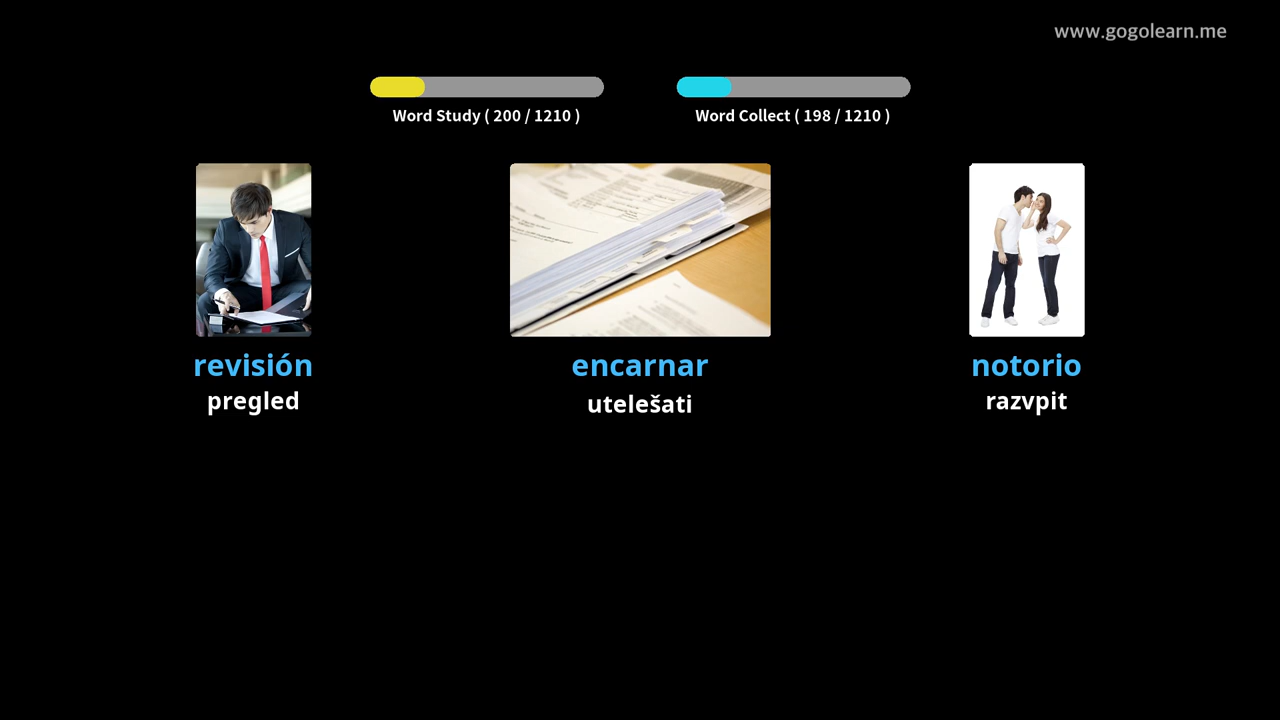 www.gogolearn.me
Word Study ( 200 / 1210 )
Word Collect ( 198 / 1210 )
revisión
pregled
encarnar
utelešati
notorio
razvpit